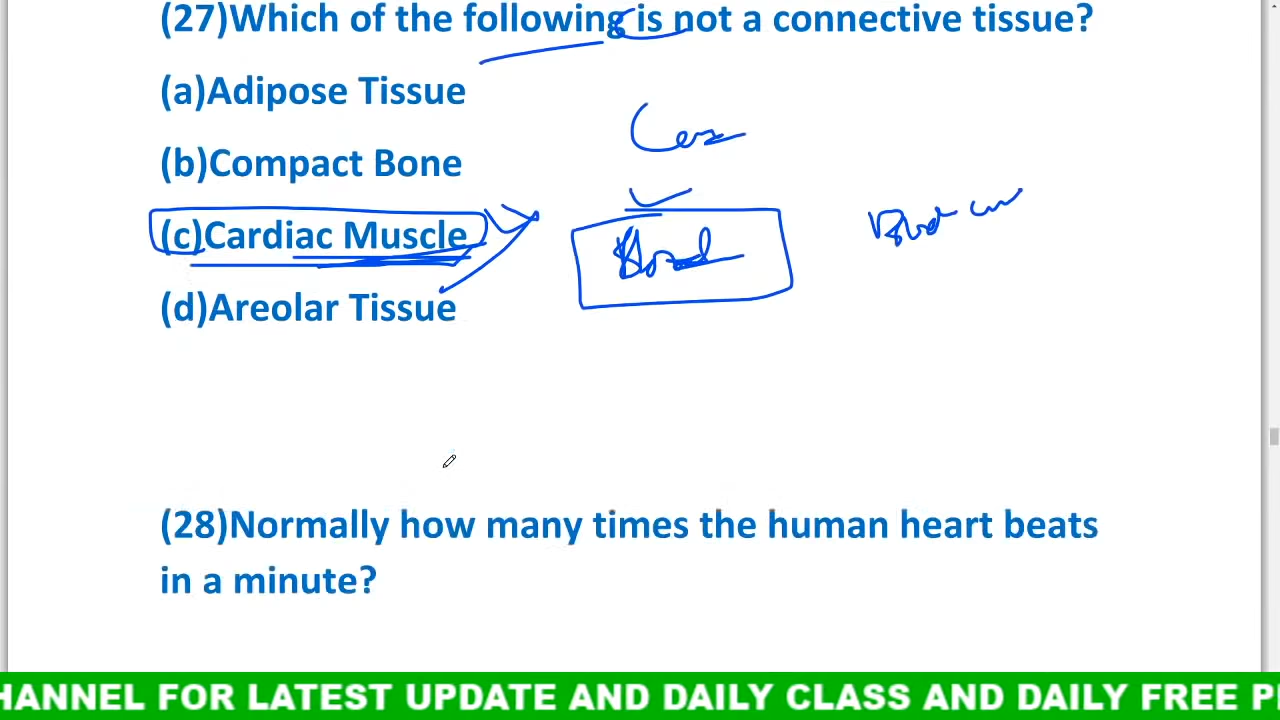 (27)Which of the following is not a connective tissue?
(a)Adipose Tissue
(b)Compact Bone
(c)Cardiac Muscle
(d)Areolar Tissue
(28)Normally how many times the human heart beats
in a minute?
HANNEL FOR LATEST UPDATE AND DAILY CLASS AND DAILY FREE P